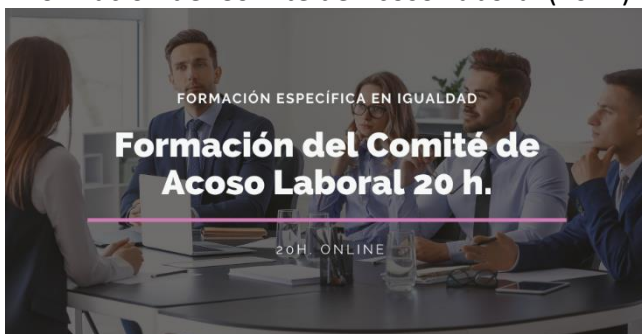 FORMACIÓN ESPECÍFICA EN IGUALDAD
Formación del Comité de
Acoso Laboral 20 h.
20H. ONLINE